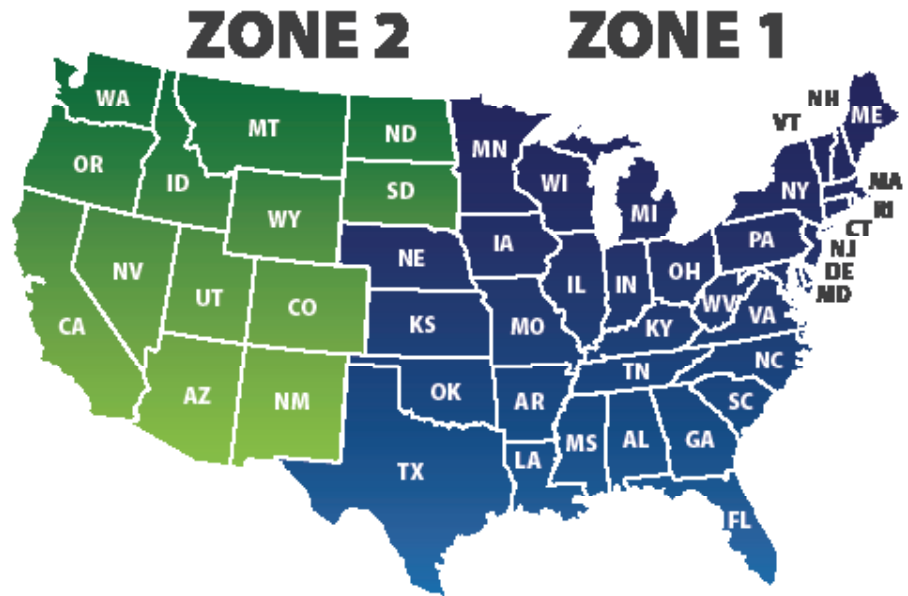 ZONE 2 ZONE 1
WA
MT
ND
MN
NH
ME
VT
OR
ID
SD
WI
MI
NY
MA
WY
RI
CT
NE
IA
PA
NJ
NV
UT
CO
IL
IN
OH
DE
MD
CA
KS
MO
WV
VA
KY
NC
TN
AZ
NM
OK
AR
SC
TX
LA
MS
AL
GA
FL